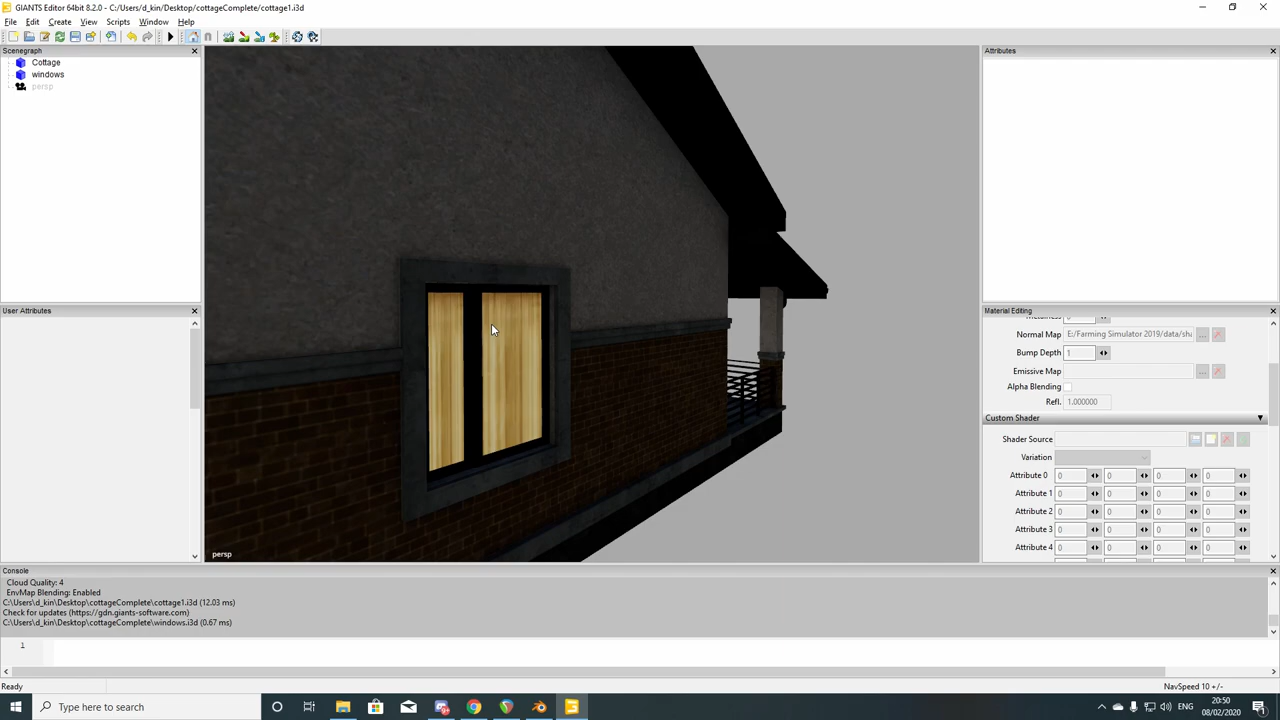 GIANTS Editor 64bit 8.2.0 - C:/Users/d_kin/Desktop/cottageComplete/cottage1.i3d
File Edit Create View Scripts Window Help
Scenegraph
Cottage
windows
persp
User Attributes
persp
Attributes
Material Editing
Normal Map E:/Farming Simulator 2019/data/sha
Bump Depth 1
Emissive Map
Alpha Blending
Refl. 1.000000
Custom Shader
Shader Source
Variation
Attribute 0 0 0 0 0
Attribute 1 0 0 0 0
Attribute 2 0 0 0 0
Attribute 3 0 0 0 0
Attribute 4 0 0 0 0
Console
Cloud Quality: 4
EnvMap Blending: Enabled
C:\Users\d_kin\Desktop\cottageComplete\cottage1.i3d (12.03 ms)
Check for updates (https://gdn.giants-software.com)
C:\Users\d_kin\Desktop\cottageComplete\windows.i3d (0.67 ms)
1
Ready NavSpeed 10 +/-
Type here to search
ENG
20:50
08/02/2020